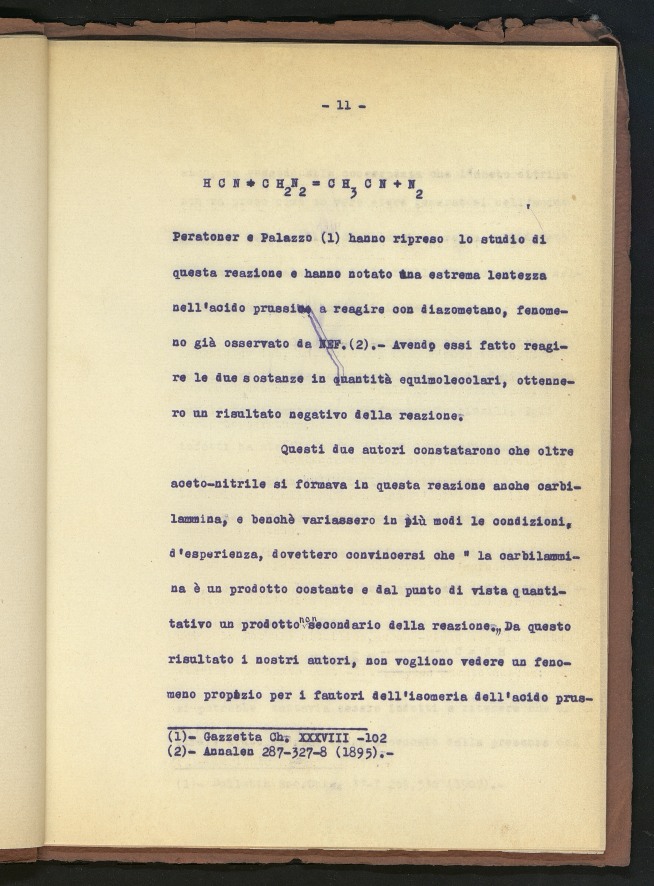 - 11 -
H C N + C H2N2 = C H3 C N + N2
Peratoner e Palazzo (1) hanno ripreso lo studio di
questa reazione e hanno notato una estrema lentezza
nell'acido prussico a reagire con diazometano, fenome-
no già osservato da NEF.(2).- Avendo essi fatto reagi-
re le due sostanze in quantità equimolecolari, ottenne-
ro un risultato negativo della reazione.
Questi due autori constatarono che oltre
aceto-nitrile si formava in questa reazione anche carbi-
lammina, e benchè variassero in più modi le condizioni,
d'esperienza, dovettero convincersi che " la carbilammi-
na è un prodotto costante e dal punto di vista quanti-
tativo un prodotto non secondario della reazione.„ Da questo
risultato i nostri autori, non vogliono vedere un feno-
meno propizio per i fautori dell'isomeria dell'acido prus-
(1)- Gazzetta Ch. XXXVIII -102
(2)- Annalen 287-327-8 (1895).-